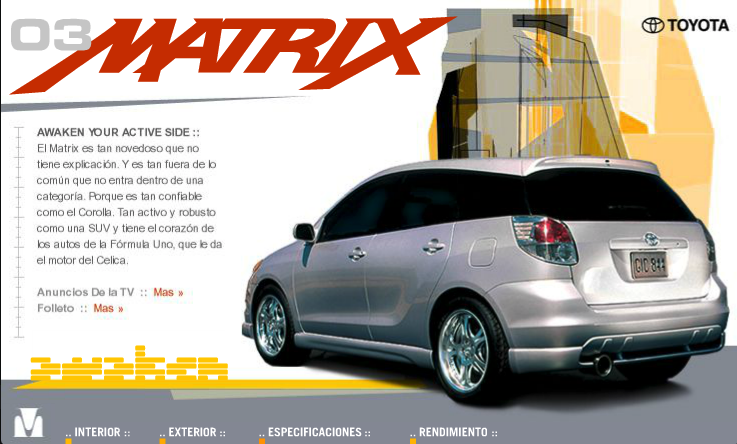 03 MATRIX
TOYOTA
AWAKEN YOUR ACTIVE SIDE ::
El Matrix es tan novedoso que no
tiene explicación. Y es tan fuera de lo
común que no entra dentro de una
categoría. Porque es tan confiable
como el Corolla. Tan activo y robusto
como una SUV y tiene el corazón de
los autos de la Fórmula Uno, que le da
el motor del Celica.
Anuncios De la TV :: Mas »
Folleto :: Mas »
GIC 844
awaken
M
.. INTERIOR :: .. EXTERIOR :: .. ESPECIFICACIONES :: .. RENDIMIENTO ::